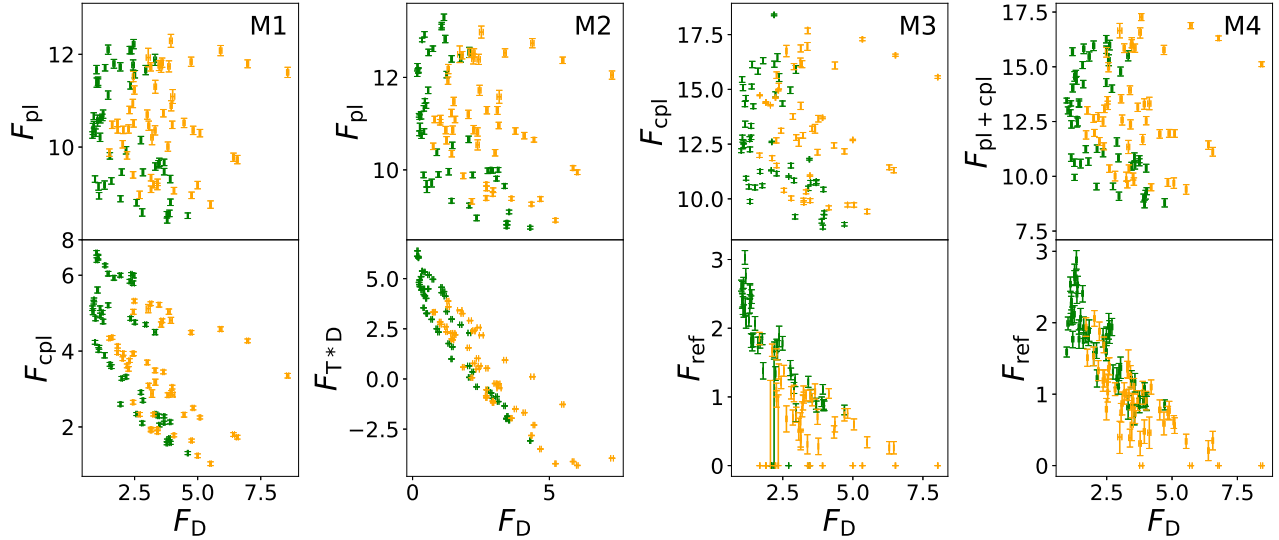 M1
M2
M3
M4
F_pl
12
10
8
F_pl
12
10
F_cpl
17.5
15.0
12.5
10.0
F_pl + cpl
17.5
15.0
12.5
10.0
7.5
F_cpl
6
4
2
F_T*D
5.0
2.5
0.0
−2.5
F_ref
3
2
1
0
F_ref
3
2
1
0
2.5 5.0 7.5
0 5
2.5 5.0 7.5
2.5 5.0 7.5
F_D
F_D
F_D
F_D